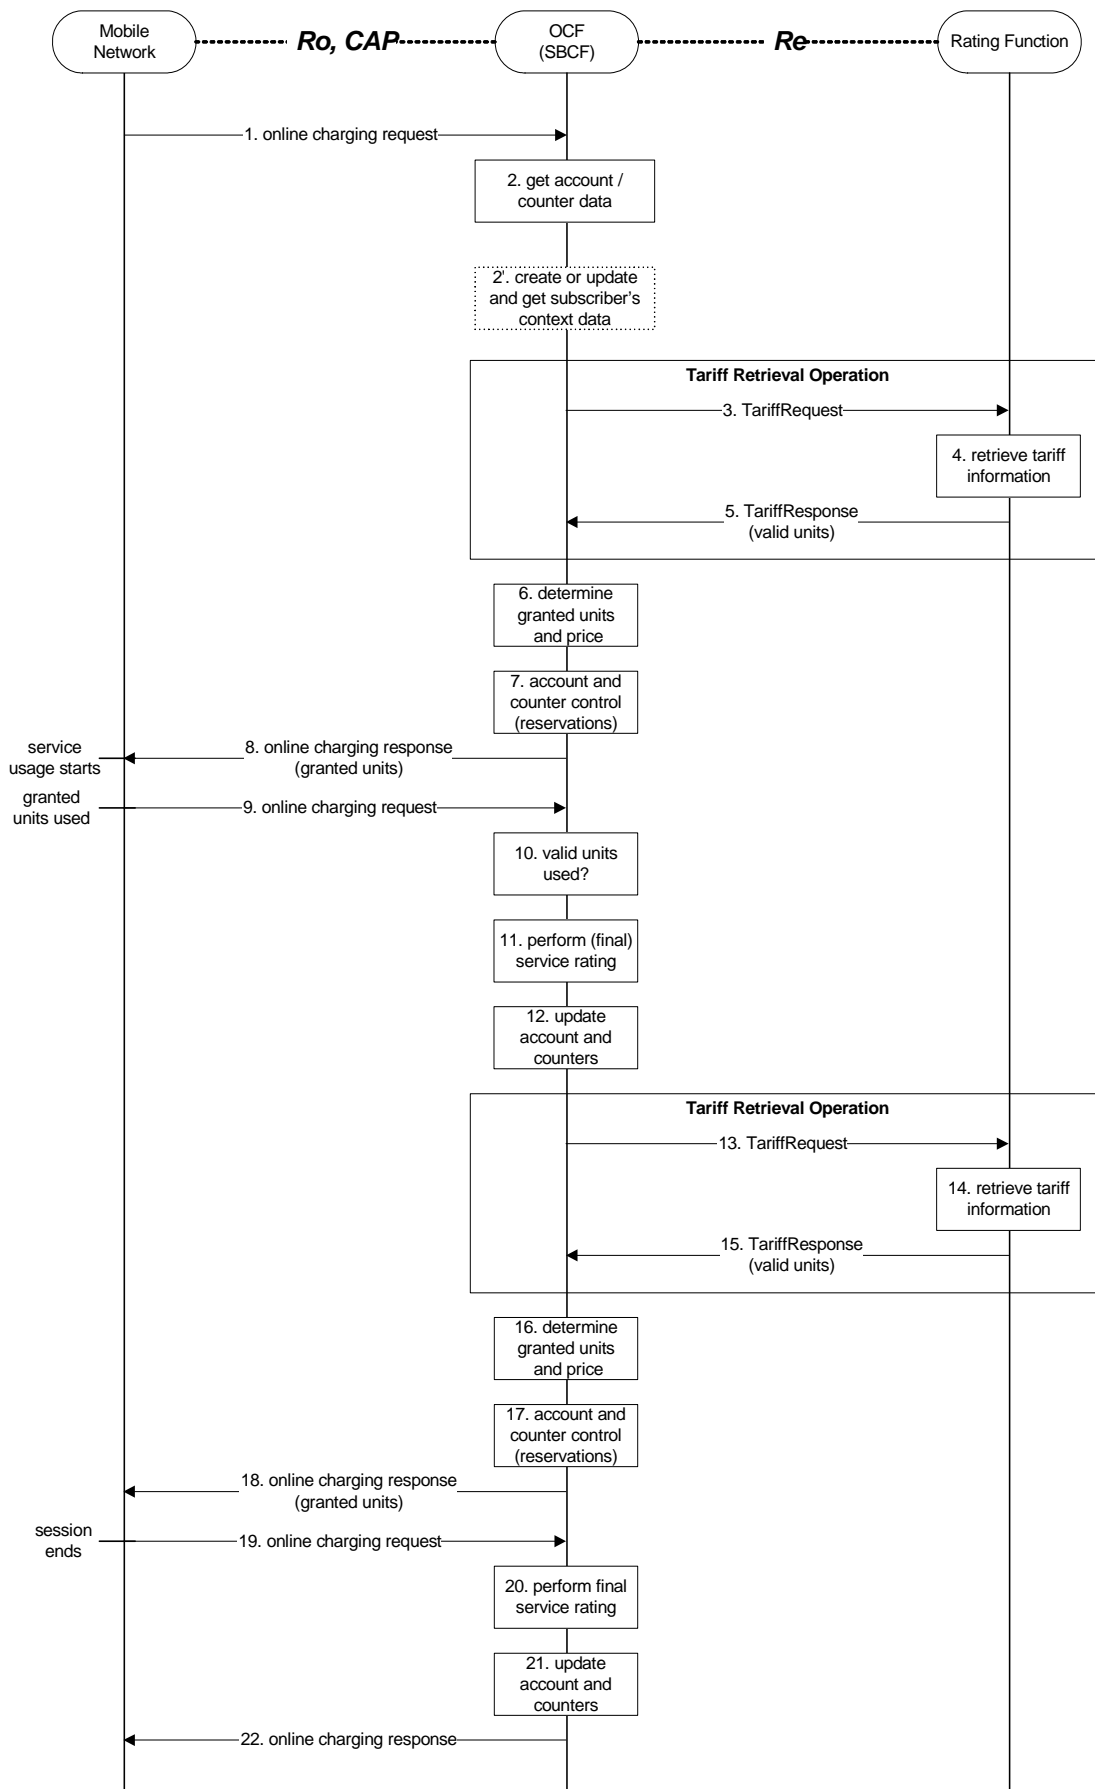 Mobile
Network
Ro, CAP
OCF
(SBCF)
Re
Rating Function
1. online charging request
2. get account /
counter data
2'. create or update
and get subscriber's
context data
Tariff Retrieval Operation
3. TariffRequest
4. retrieve tariff
information
5. TariffResponse
(valid units)
6. determine
granted units
and price
7. account and
counter control
(reservations)
service
usage starts
8. online charging response
(granted units)
granted
units used
9. online charging request
10. valid units
used?
11. perform (final)
service rating
12. update
account and
counters
Tariff Retrieval Operation
13. TariffRequest
14. retrieve tariff
information
15. TariffResponse
(valid units)
16. determine
granted units
and price
17. account and
counter control
(reservations)
18. online charging response
(granted units)
session
ends
19. online charging request
20. perform final
service rating
21. update
account and
counters
22. online charging response